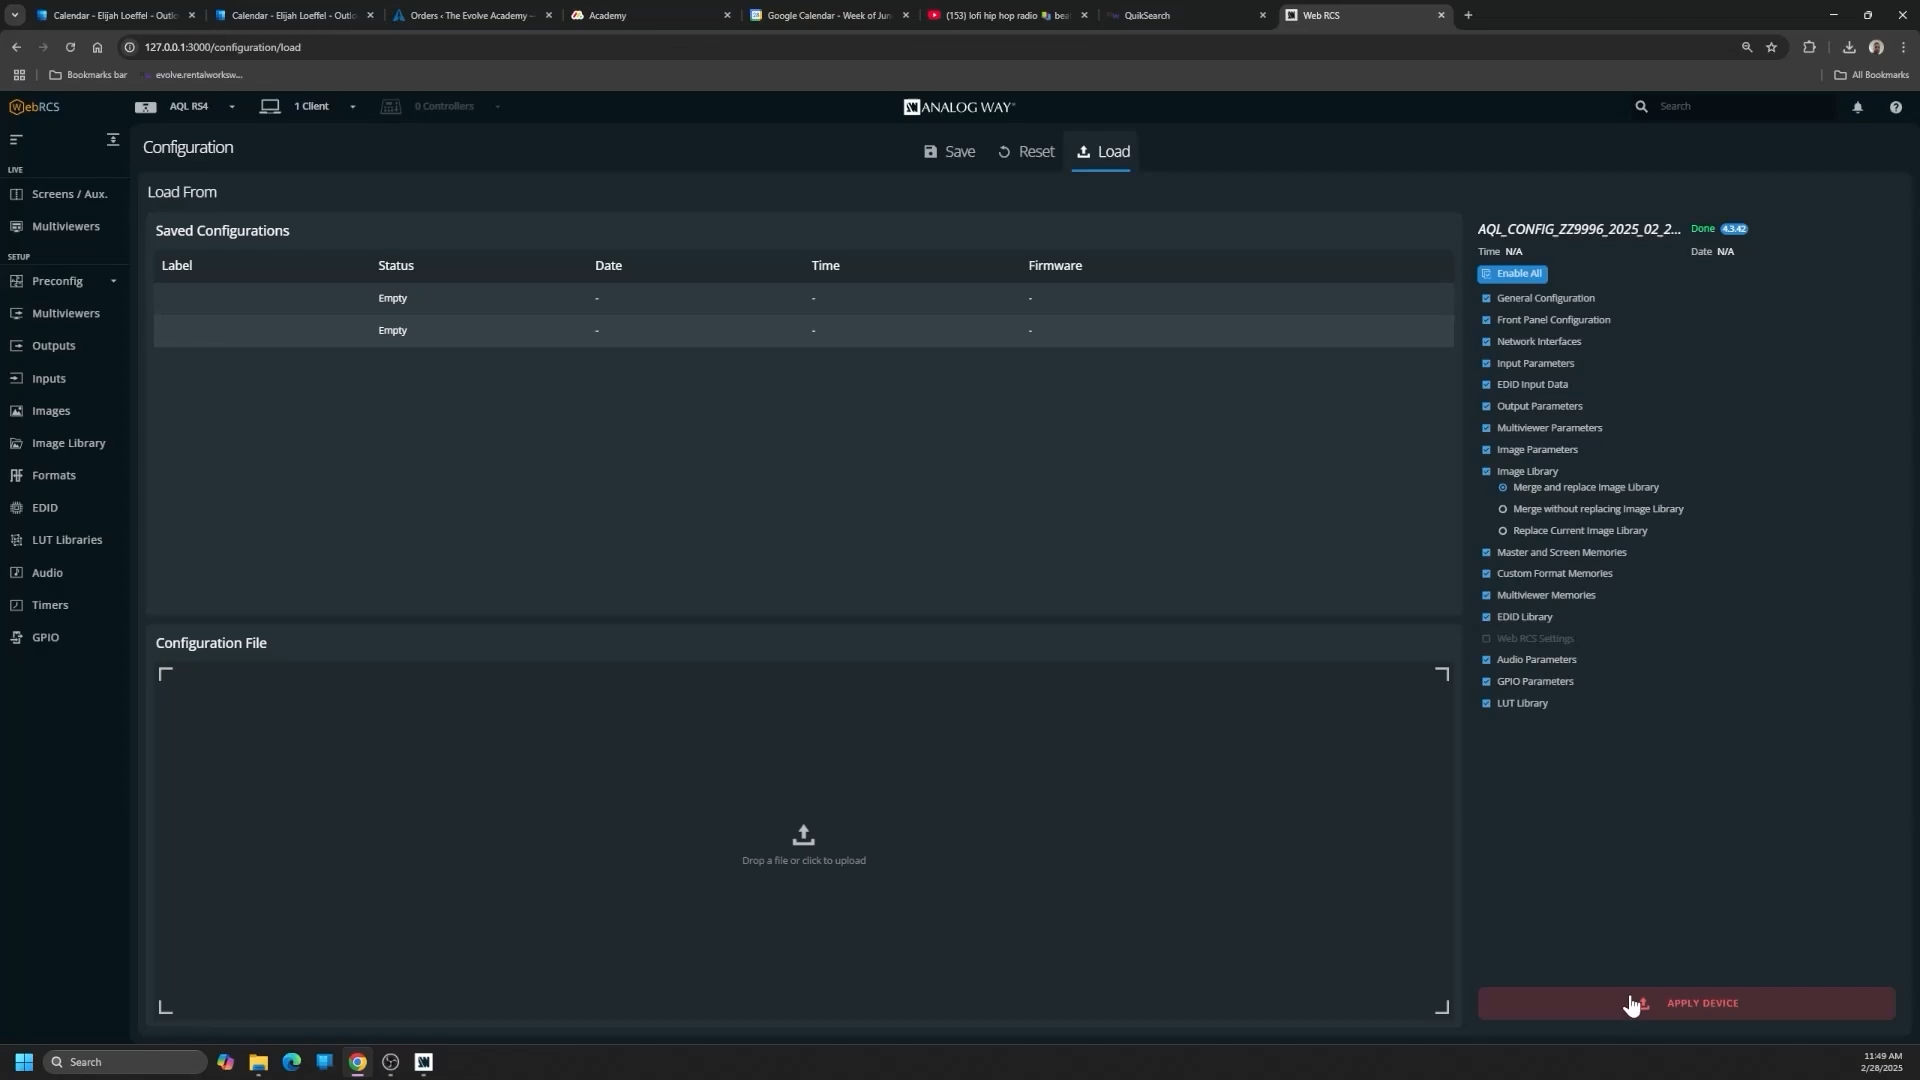 Calendar - Elijah Loeffel - Outlo
Calendar - Elijah Loeffel - Outlo
Orders ‹ The Evolve Academy –
Academy
Google Calendar - Week of Jun
(153) lofi hip hop radio 📚 bea
QuikSearch
Web RCS
127.0.0.1:3000/configuration/load
Bookmarks bar
evolve.rentalworksw...
All Bookmarks
WebRCS
AQL RS4
1 Client
0 Controllers
ANALOG WAY
Search
Configuration
Save
Reset
Load
LIVE
Screens / Aux.
Multiviewers
SETUP
Preconfig
Multiviewers
Outputs
Inputs
Images
Image Library
Formats
EDID
LUT Libraries
Audio
Timers
GPIO
Load From
Saved Configurations
Label Status Date Time Firmware
Empty - - -
Empty - - -
Configuration File
Drop a file or click to upload
AQL_CONFIG_ZZ9996_2025_02_2... Done 4.3.42
Time N/A Date N/A
Enable All
General Configuration
Front Panel Configuration
Network Interfaces
Input Parameters
EDID Input Data
Output Parameters
Multiviewer Parameters
Image Parameters
Image Library
Merge and replace Image Library
Merge without replacing Image Library
Replace Current Image Library
Master and Screen Memories
Custom Format Memories
Multiviewer Memories
EDID Library
Web RCS Settings
Audio Parameters
GPIO Parameters
LUT Library
APPLY DEVICE
Search
11:49 AM
2/28/2025